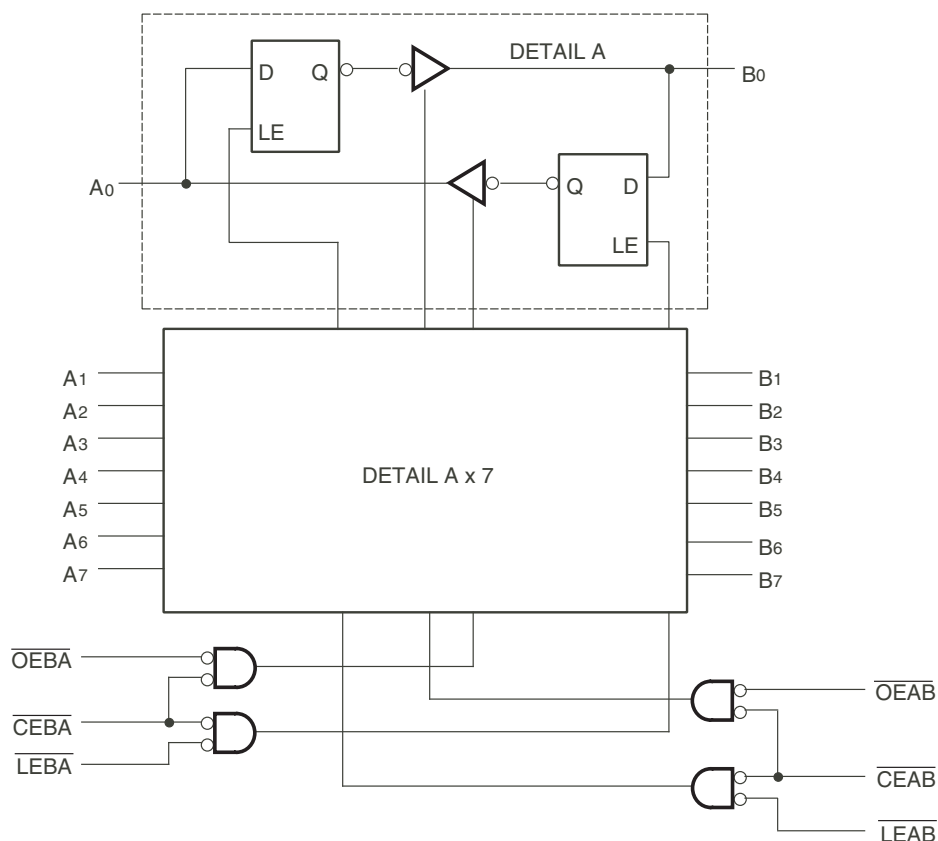 DETAIL A
D
Q
LE
B0
A0
Q
D
LE
A1
A2
A3
A4
A5
A6
A7
DETAIL A x 7
B1
B2
B3
B4
B5
B6
B7
OEBA
CEBA
LEBA
OEAB
CEAB
LEAB